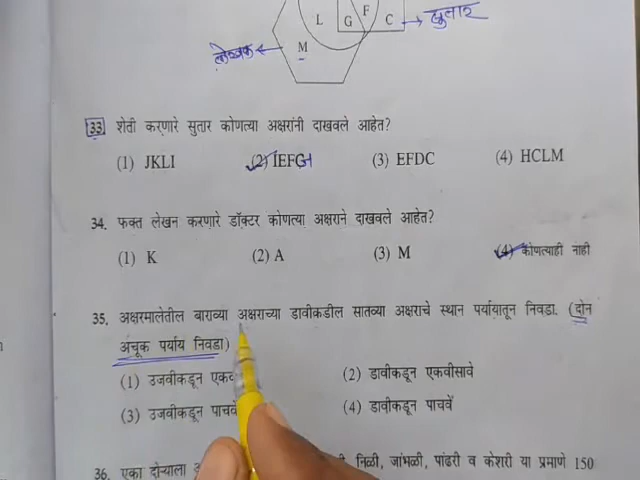 L G F C
सुतार
लेखक
M
33. शेती करणारे सुतार कोणत्या अक्षरांनी दाखवले आहेत?
(1) JKLI (2) IEFG (3) EFDC (4) HCLM
34. फक्त लेखन करणारे डॉक्टर कोणत्या अक्षराने दाखवले आहेत?
(1) K (2) A (3) M (4) कोणत्याही नाही
35. अक्षरमालेतील बाराव्या अक्षराच्या डावीकडील सातव्या अक्षराचे स्थान पर्यायातून निवडा. (दोन
अचूक पर्याय निवडा)
(1) उजवीकडून (2) डावीकडून एकवीसावे
(3) उजवीकडून (4) डावीकडून पाचवें
36. एका दोऱ्याला निळी, जांभळी, पांढरी व केशरी या प्रमाणे 150